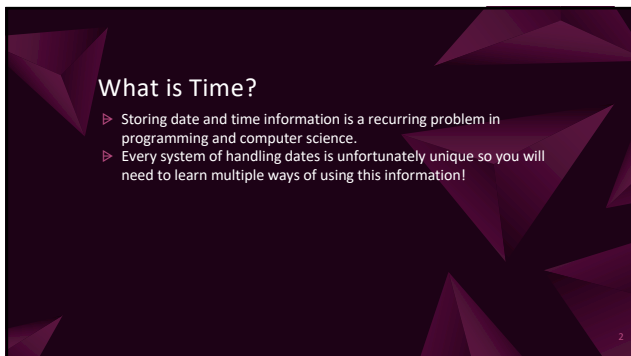 What is Time?
Storing date and time information is a recurring problem in
programming and computer science.
Every system of handling dates is unfortunately unique so you will
need to learn multiple ways of using this information!
2